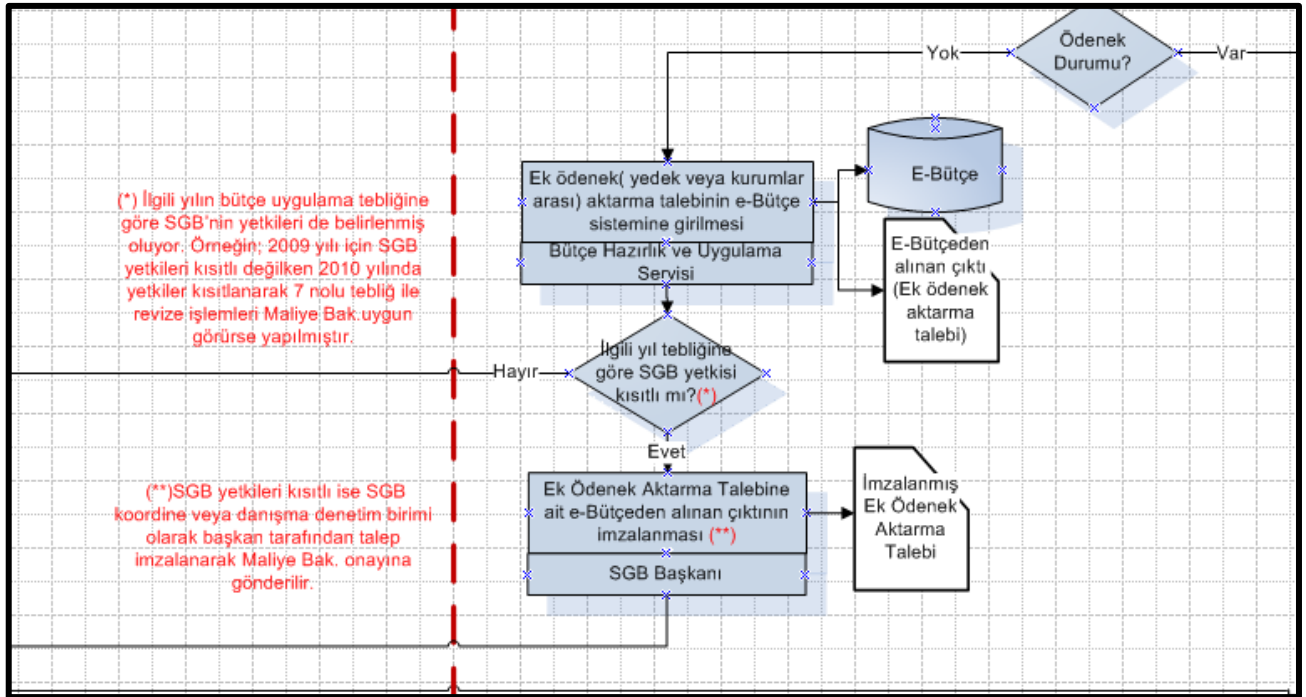 Ödenek
Durumu?
Yok
Var
E-Bütçe
Ek ödenek( yedek veya kurumlar
arası) aktarma talebinin e-Bütçe
sistemine girilmesi
Bütçe Hazırlık ve Uygulama
Servisi
E-Bütçeden
alınan çıktı
(Ek ödenek
aktarma
talebi)
(*) İlgili yılın bütçe uygulama tebliğine
göre SGB'nin yetkileri de belirlenmiş
oluyor. Örneğin; 2009 yılı için SGB
yetkileri kısıtlı değilken 2010 yılında
yetkiler kısıtlanarak 7 nolu tebliğ ile
revize işlemleri Maliye Bak.uygun
görürse yapılmıştır.
İlgili yıl tebliğine
göre SGB yetkisi
kısıtlı mı?(*)
Hayır
Evet
(**)SGB yetkileri kısıtlı ise SGB
koordine veya danışma denetim birimi
olarak başkan tarafından talep
imzalanarak Maliye Bak. onayına
gönderilir.
Ek Ödenek Aktarma Talebine
ait e-Bütçeden alınan çıktının
imzalanması (**)
SGB Başkanı
İmzalanmış
Ek Ödenek
Aktarma
Talebi